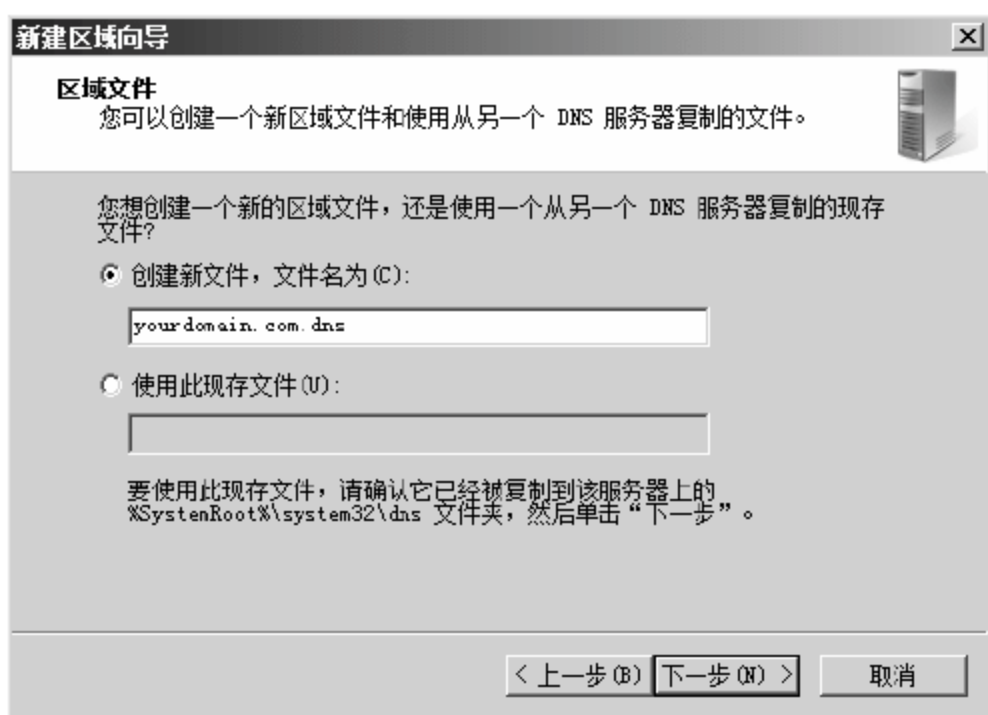 新建区域向导
区域文件
您可以创建一个新区域文件和使用从另一个 DNS 服务器复制的文件。
您想创建一个新的区域文件，还是使用一个从另一个 DNS 服务器复制的现存
文件?
创建新文件，文件名为(C):
yourdomain.com.dns
使用此现存文件(U):
要使用此现存文件，请确认它已经被复制到该服务器上的
%SystemRoot%\system32\dns 文件夹，然后单击“下一步”。
< 上一步(B)
下一步(N) >
取消